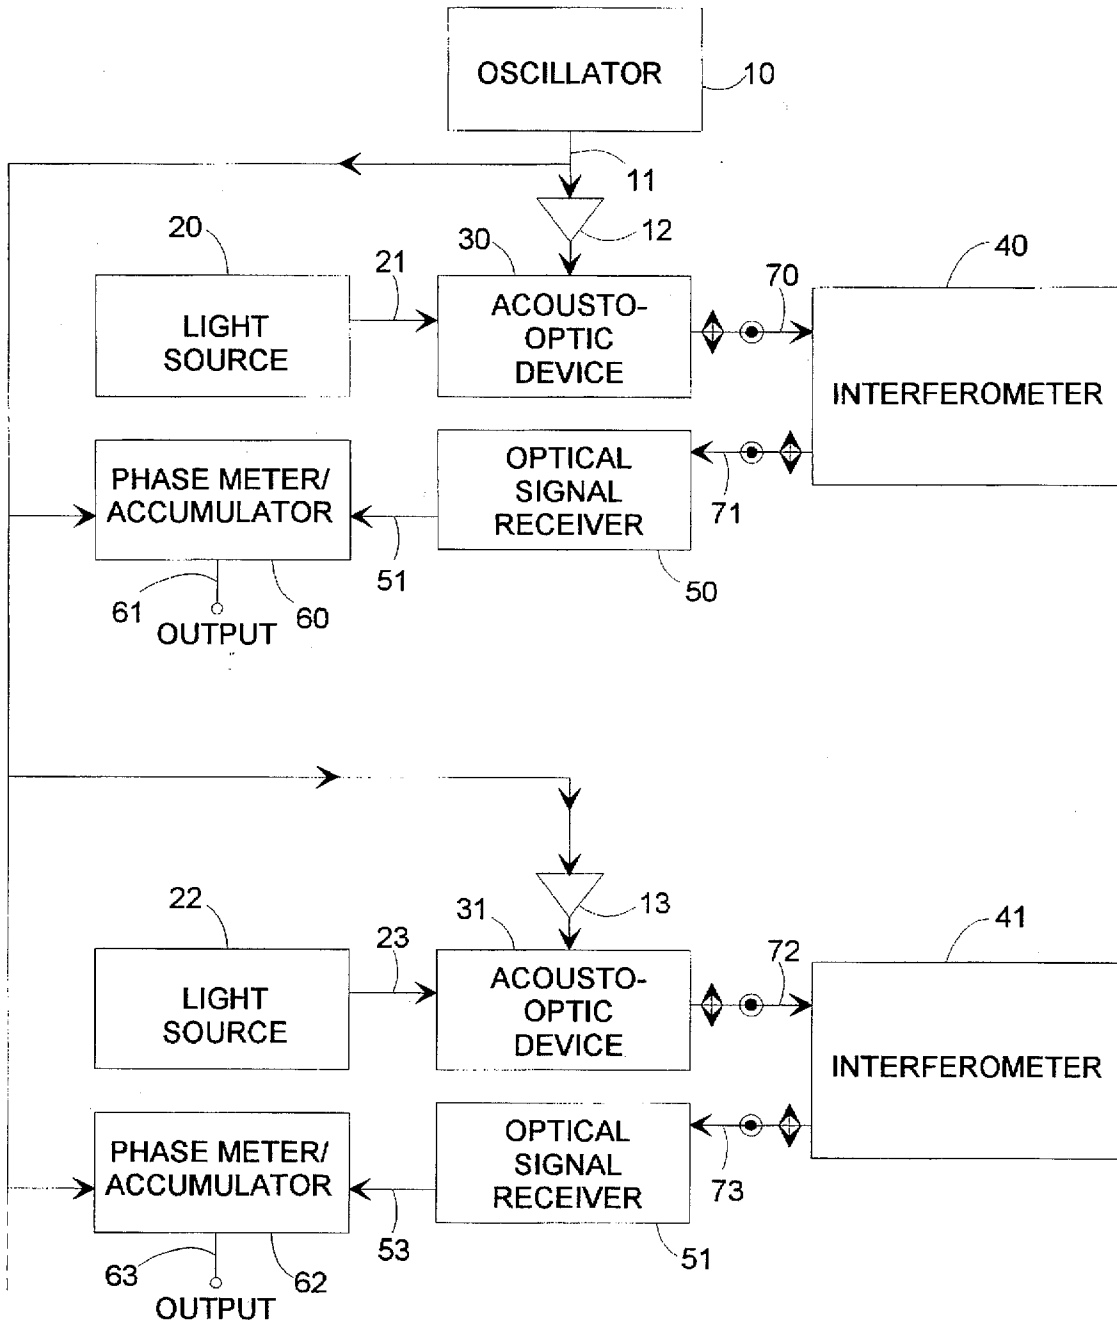 OSCILLATOR
10
11
12
20
21
30
40
70
LIGHT
SOURCE
ACOUSTO-
OPTIC
DEVICE
INTERFEROMETER
PHASE METER/
ACCUMULATOR
OPTICAL
SIGNAL
RECEIVER
71
51
50
61
60
OUTPUT
13
22
23
31
41
72
LIGHT
SOURCE
ACOUSTO-
OPTIC
DEVICE
INTERFEROMETER
PHASE METER/
ACCUMULATOR
OPTICAL
SIGNAL
RECEIVER
73
53
51
63
62
OUTPUT